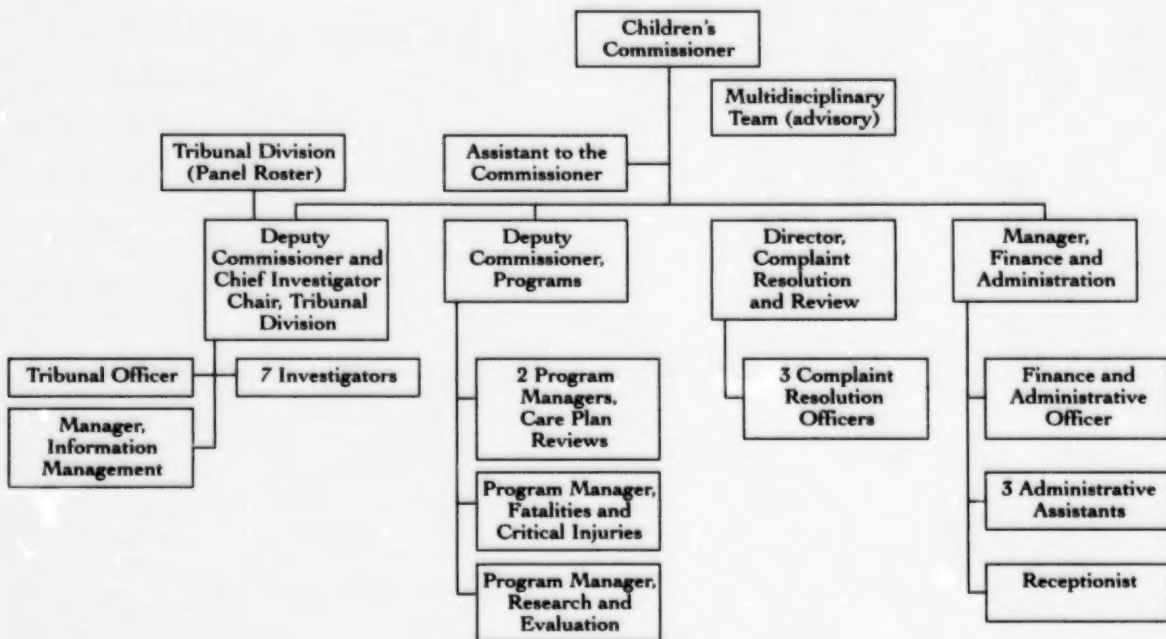 Children's
Commissioner
Multidisciplinary
Team (advisory)
Tribunal Division
(Panel Roster)
Assistant to the
Commissioner
Deputy
Commissioner and
Chief Investigator
Chair, Tribunal
Division
Deputy
Commissioner,
Programs
Director,
Complaint
Resolution
and Review
Manager,
Finance and
Administration
Tribunal Officer
7 Investigators
Manager,
Information
Management
2 Program
Managers,
Care Plan
Reviews
Program Manager,
Fatalities and
Critical Injuries
Program Manager,
Research and
Evaluation
3 Complaint
Resolution
Officers
Finance and
Administrative
Officer
3 Administrative
Assistants
Receptionist